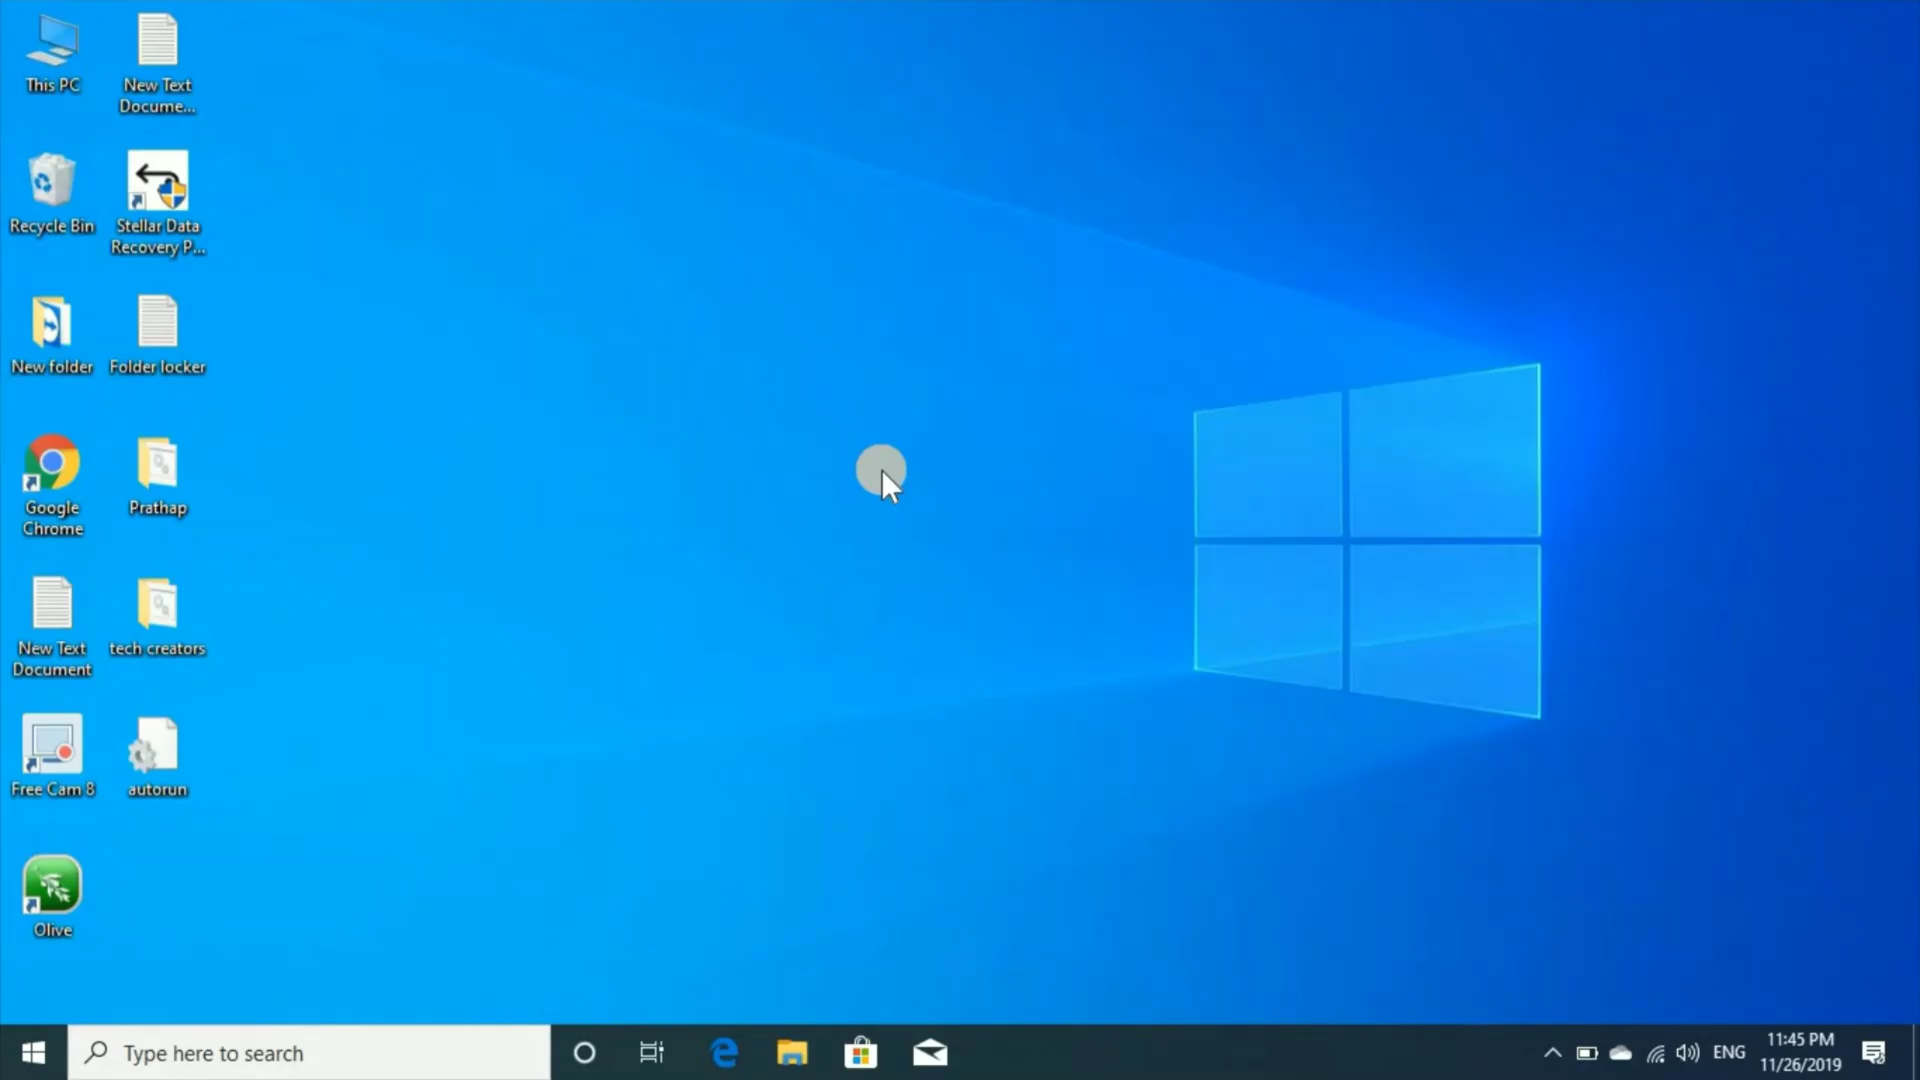 This PC
New Text
Docume...
Recycle Bin
Stellar Data
Recovery P...
New folder
Folder locker
Google
Chrome
Prathap
New Text
Document
tech creators
Free Cam 8
autorun
Olive
Type here to search
ENG
11:45 PM
11/26/2019